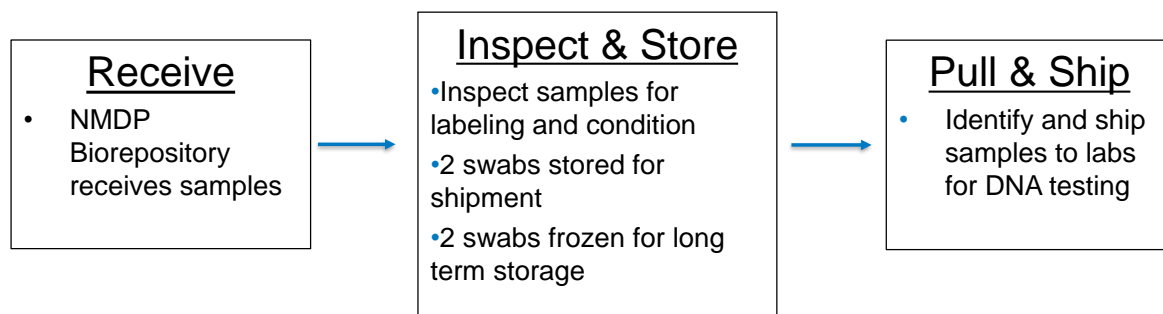 Receive
• NMDP
Biorepository
receives samples
Inspect & Store
•Inspect samples for
labeling and condition
•2 swabs stored for
shipment
•2 swabs frozen for long
term storage
Pull & Ship
• Identify and ship
samples to labs
for DNA testing